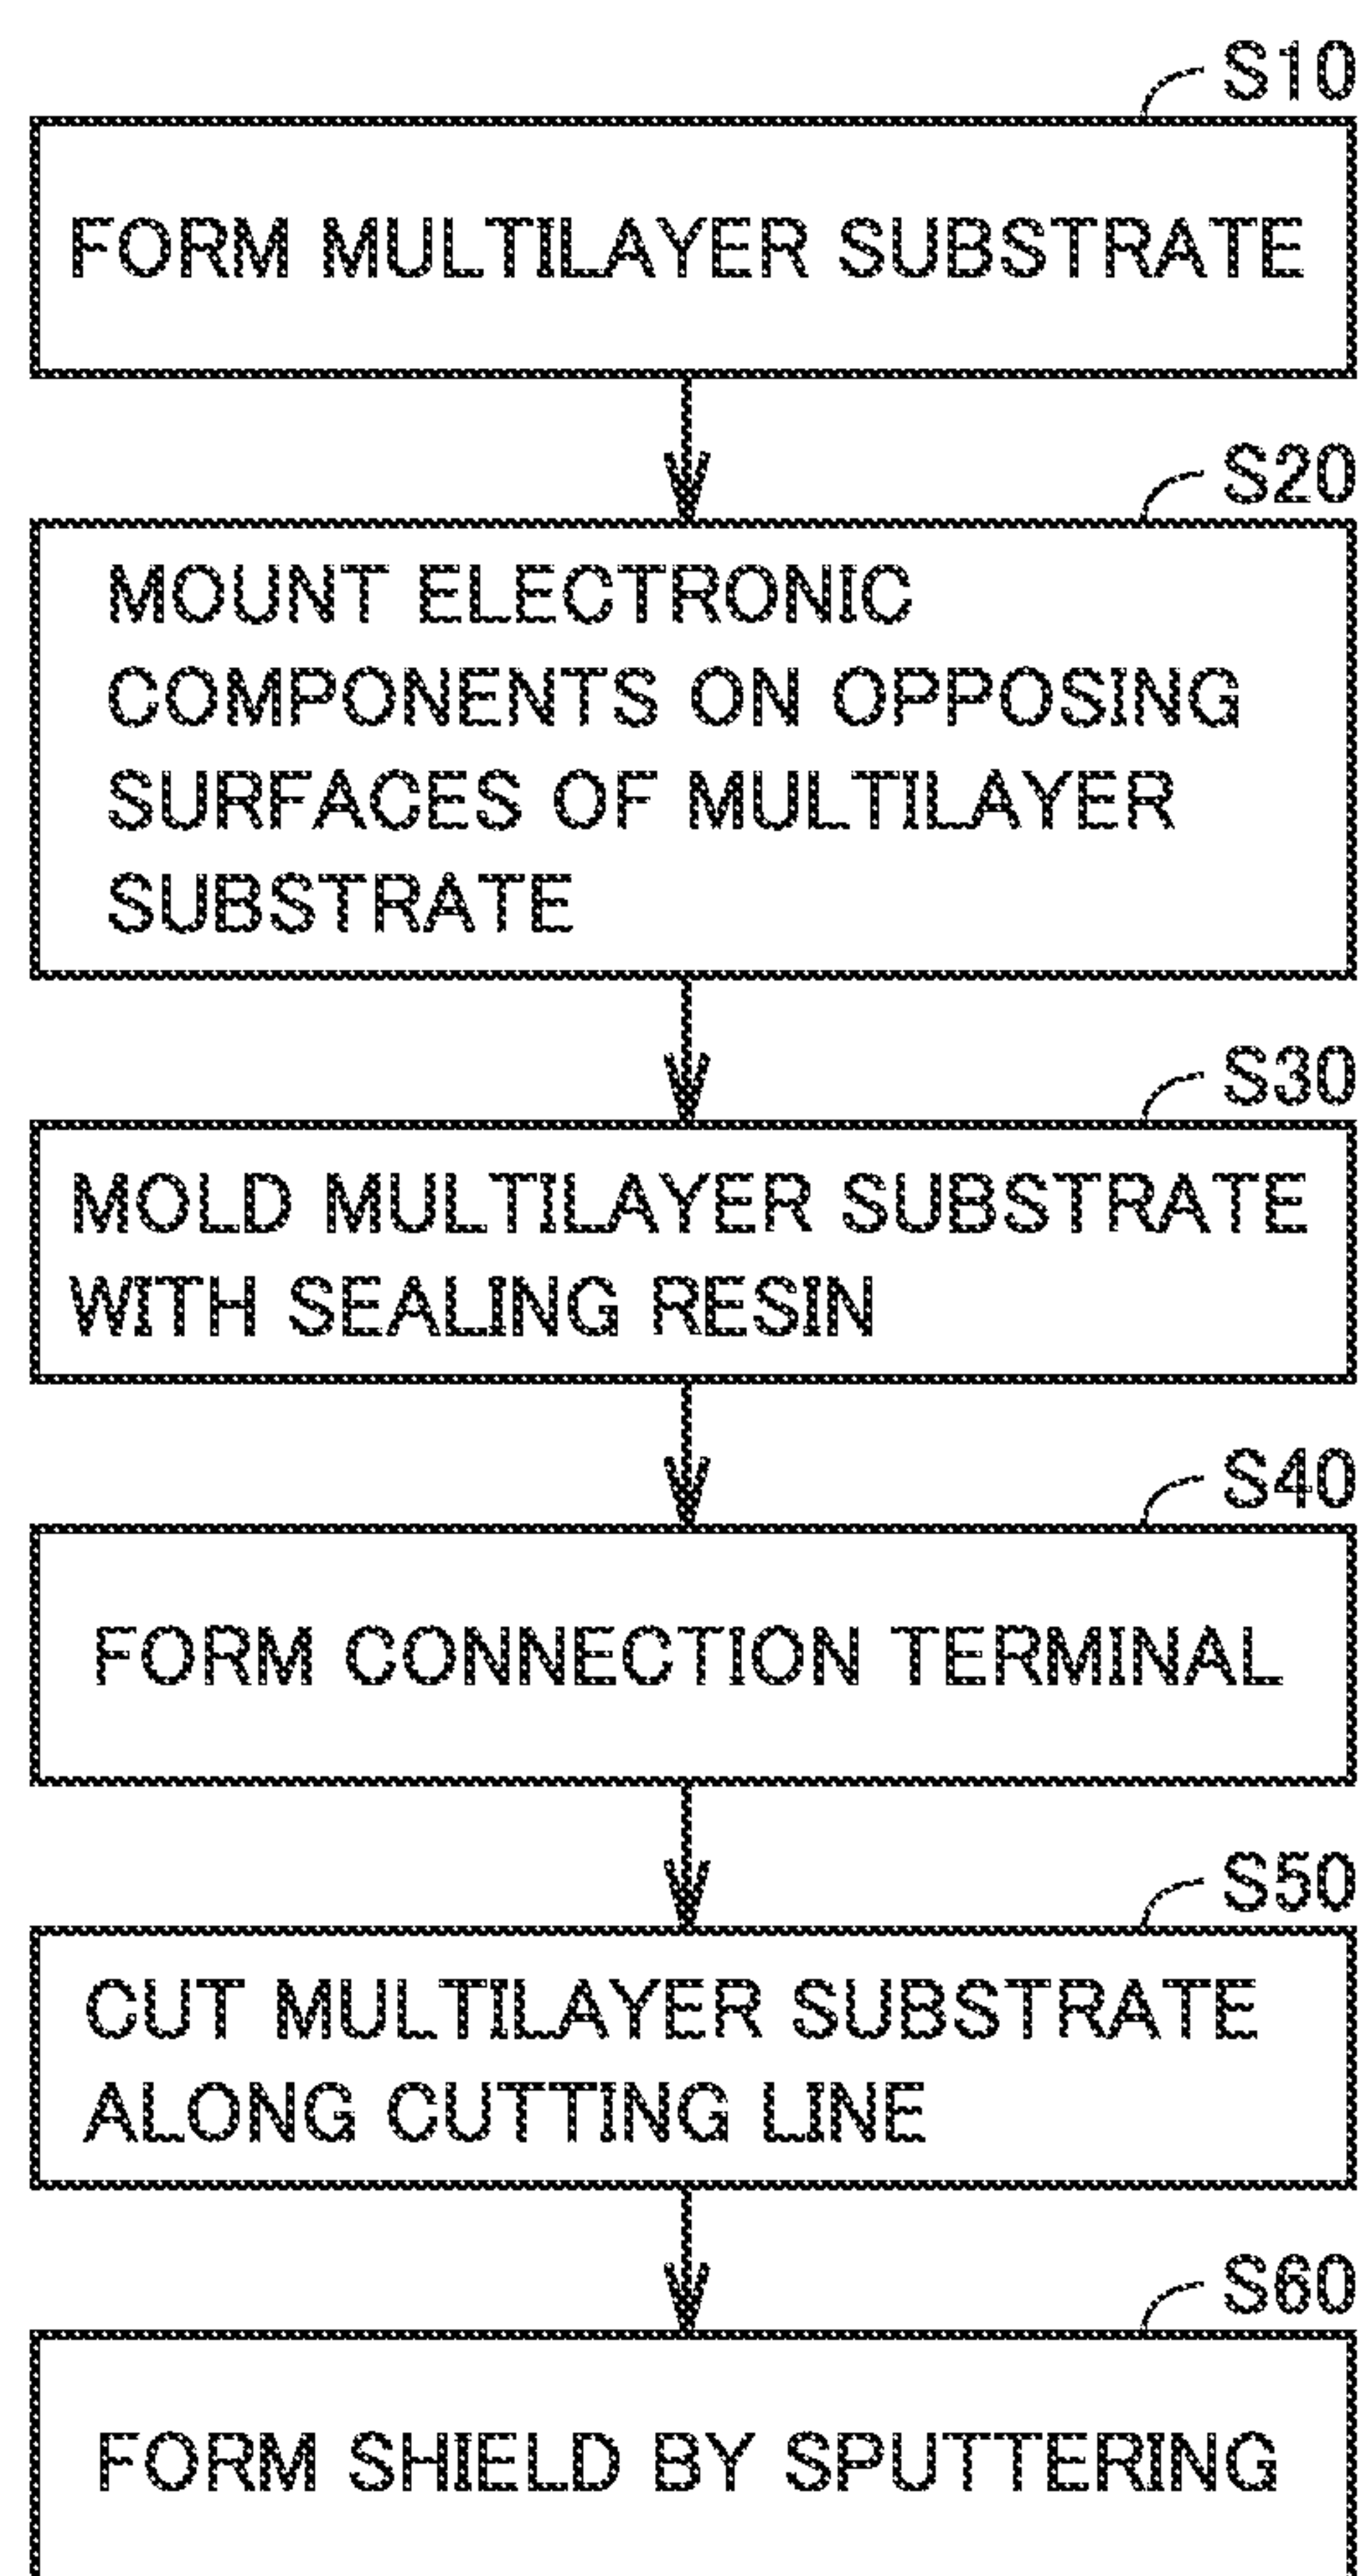 S10
FORM MULTILAYER SUBSTRATE
S20
MOUNT ELECTRONIC
COMPONENTS ON OPPOSING
SURFACES OF MULTILAYER
SUBSTRATE
S30
MOLD MULTILAYER SUBSTRATE
WITH SEALING RESIN
S40
FORM CONNECTION TERMINAL
S50
CUT MULTILAYER SUBSTRATE
ALONG CUTTING LINE
S60
FORM SHIELD BY SPUTTERING